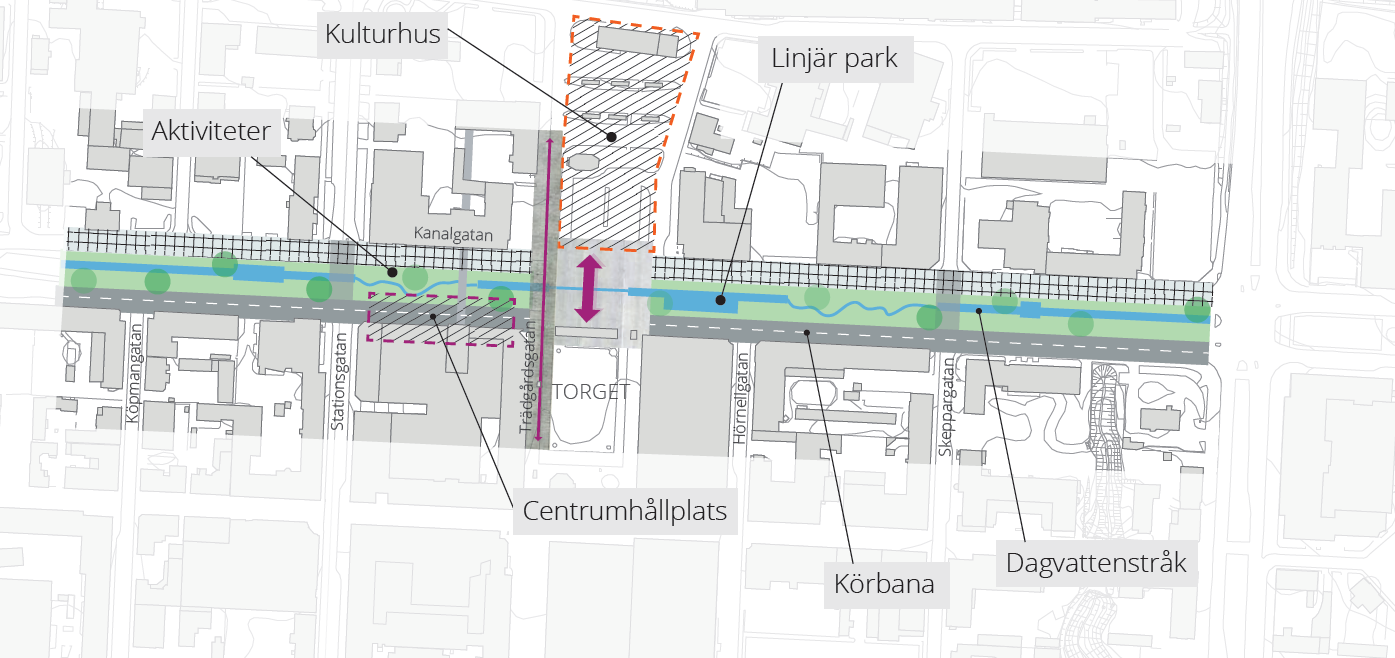 Kulturhus
Linjär park
Aktiviteter
Kanalgatan
Köpmangatan
Stationsgatan
Trädgårdsgatan
TORGET
Hörnellgatan
Skeppargatan
Centrumhållplats
Körbana
Dagvattenstråk